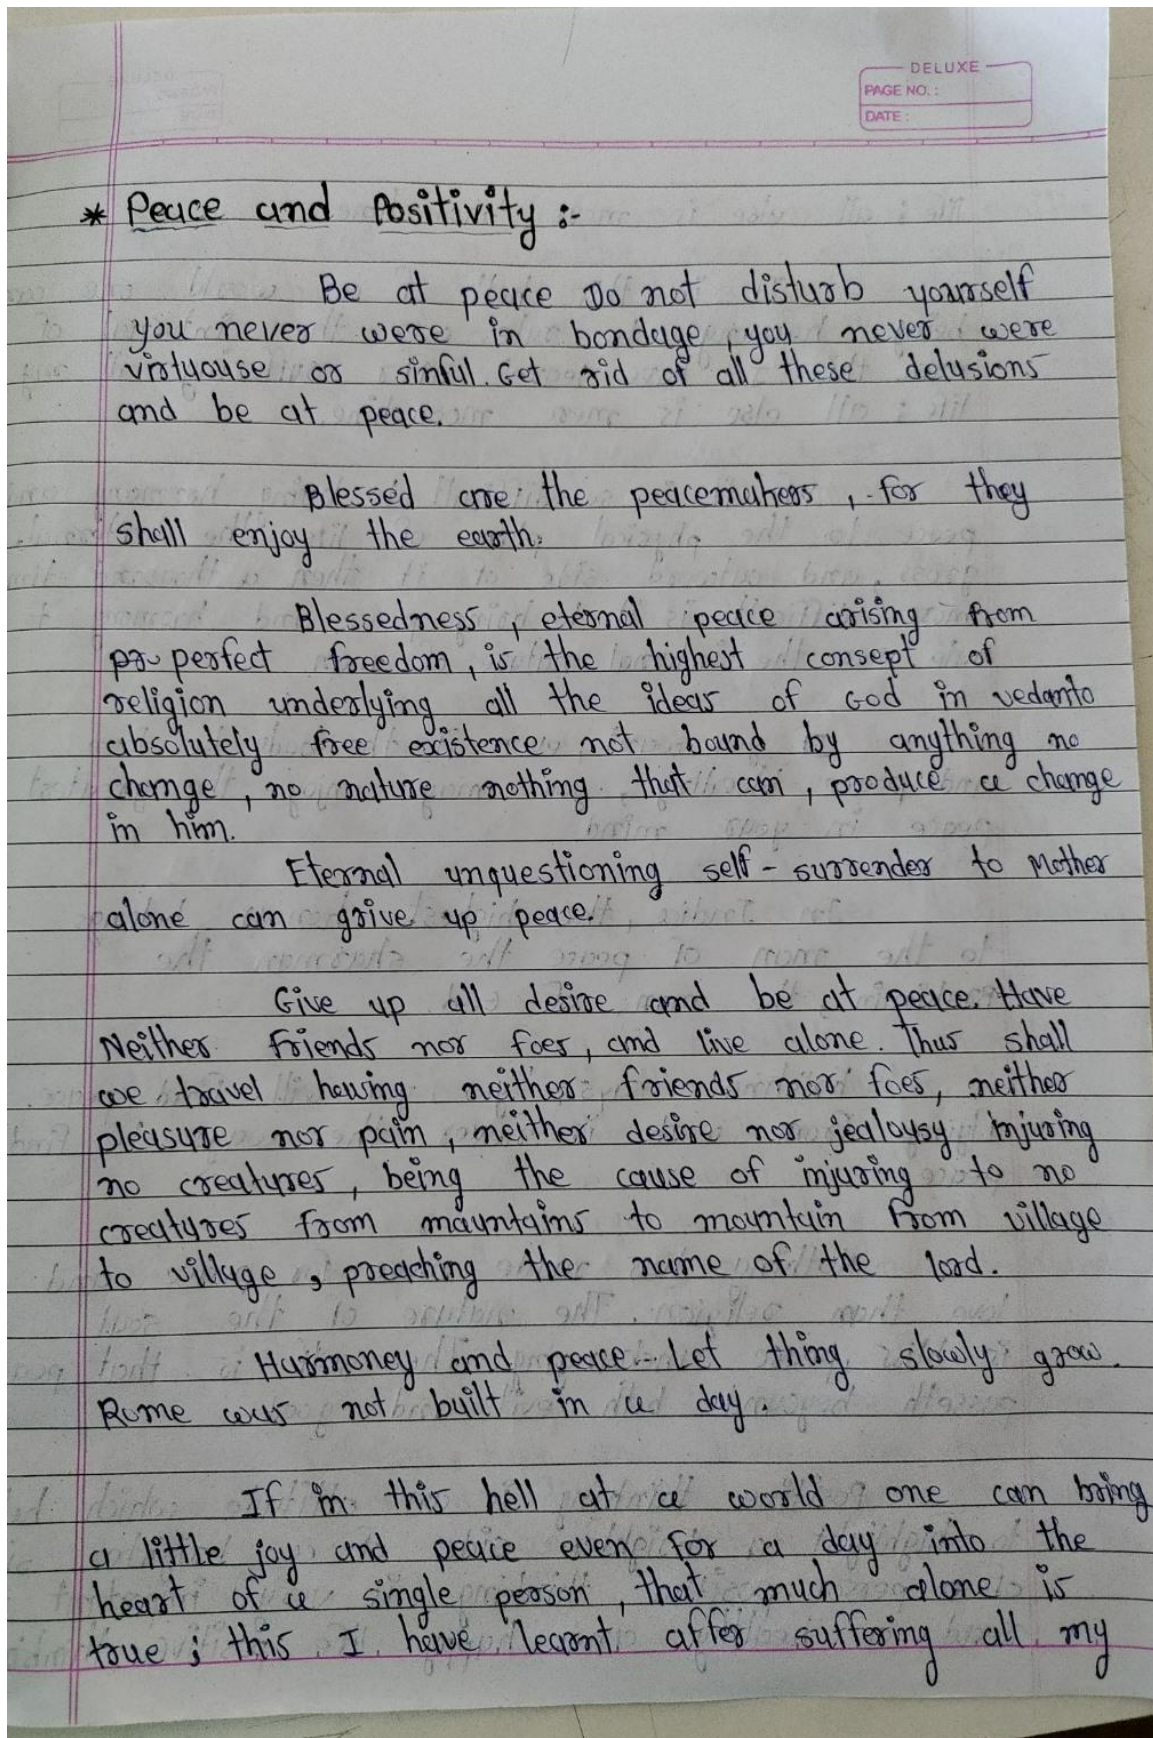 DELUXE
PAGE NO. :
DATE :
* Peace and Positivity :-
Be at peace Do not disturb yourself
you never were in bondage, you never were
virtuouse or sinful. Get rid of all these delusions
and be at peace.
Blessed are the peacemakers, for they
shall enjoy the earth.
Blessedness, eternal peace arising from
perfect freedom, is the highest consept of
religion underlying all the ideas of God in vedanto
absolutely free existence not bound by anything no
change, no nature nothing that can, produce a change
in him.
Eternal unquestioning self - surrender to Mother
alone can grive up peace.
Give up all desire and be at peace. Have
Neither friends nor foes, and live alone. Thus shall
we travel having neither friends nor foes, neither
pleasure nor pain, neither desire nor jealousy injuring
no creatures, being the cause of injuring to no
creatures from mauntains to mountain from village
to village, preaching the name of the lord.
Harmoney and peace... Let thing slowly grow.
Rome was not built in a day.
If in this hell at a world one can bring
a little joy and peace even for a day into the
heart of a single person, that much alone is
true; this I have learnt after suffering all my